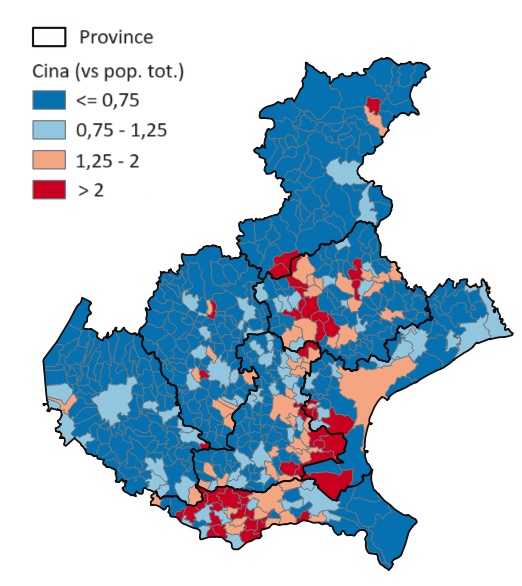 Province
Cina (vs pop. tot.)
<= 0,75
0,75 - 1,25
1,25 - 2
> 2